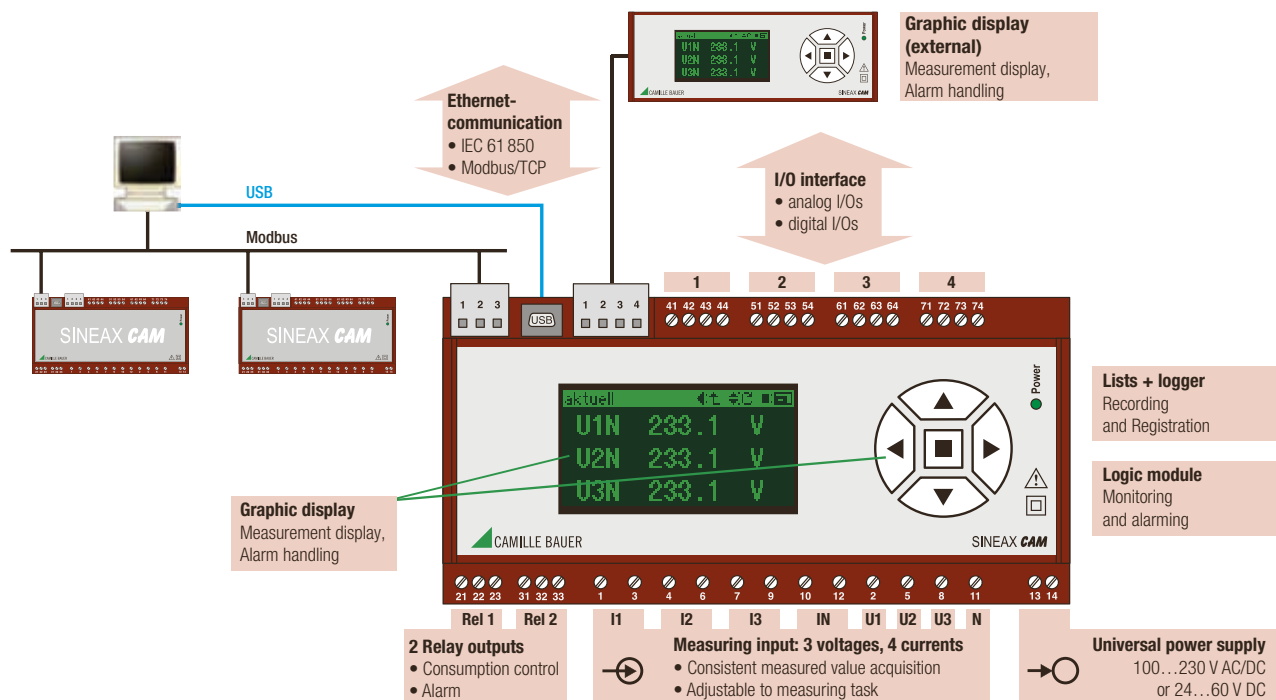 Graphic display
(external)
Measurement display,
Alarm handling
U1N 233.1 V
U2N 233.1 V
U3N 233.1 V
Power
CAMILLE BAUER
SINEAX CAM
Ethernet-
communication
• IEC 61 850
• Modbus/TCP
I/O interface
• analog I/Os
• digital I/Os
USB
Modbus
SINEAX CAM
CAMILLE BAUER
SINEAX CAM
CAMILLE BAUER
1 2 3 4
1 2 3
USB
1 2 3 4
41 42 43 44
51 52 53 54
61 62 63 64
71 72 73 74
aktuell
U1N 233.1 V
U2N 233.1 V
U3N 233.1 V
Power
CAMILLE BAUER
SINEAX CAM
Lists + logger
Recording
and Registration
Logic module
Monitoring
and alarming
Graphic display
Measurement display,
Alarm handling
21 22 23 31 32 33 1 3 4 6 7 9 10 12 2 5 8 11 13 14
Rel 1 Rel 2 I1 I2 I3 IN U1 U2 U3 N
2 Relay outputs
• Consumption control
• Alarm
Measuring input: 3 voltages, 4 currents
• Consistent measured value acquisition
• Adjustable to measuring task
Universal power supply
100…230 V AC/DC
or 24…60 V DC